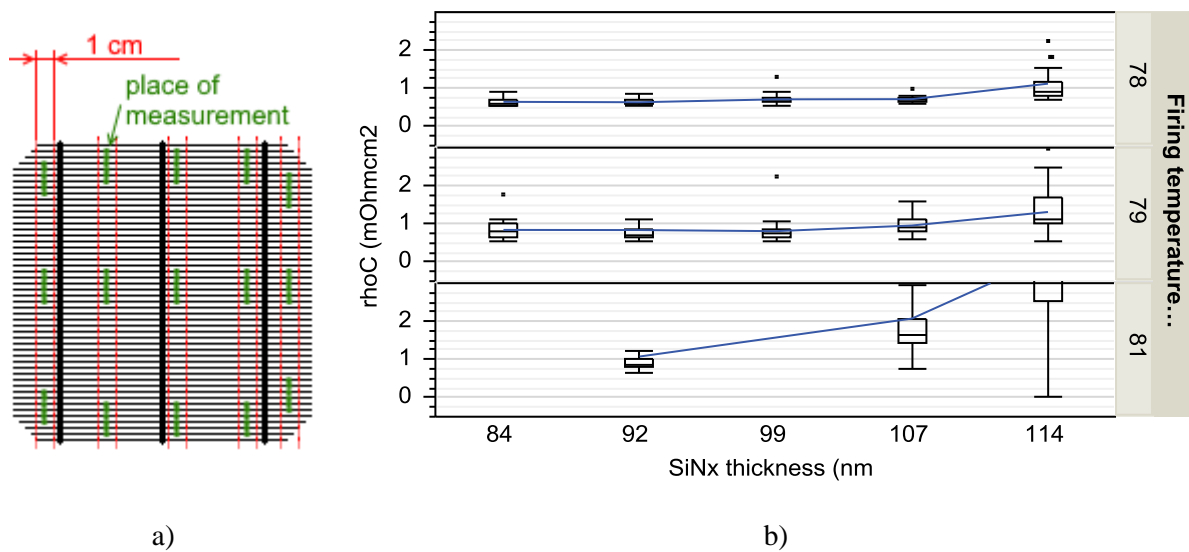 1 cm
place of
measurement
a)
rhoC (mOhmcm2)
2
1
0
2
1
0
2
1
0
84
92
99
107
114
SiNx thickness (nm
78
79
81
Firing temperature...
b)